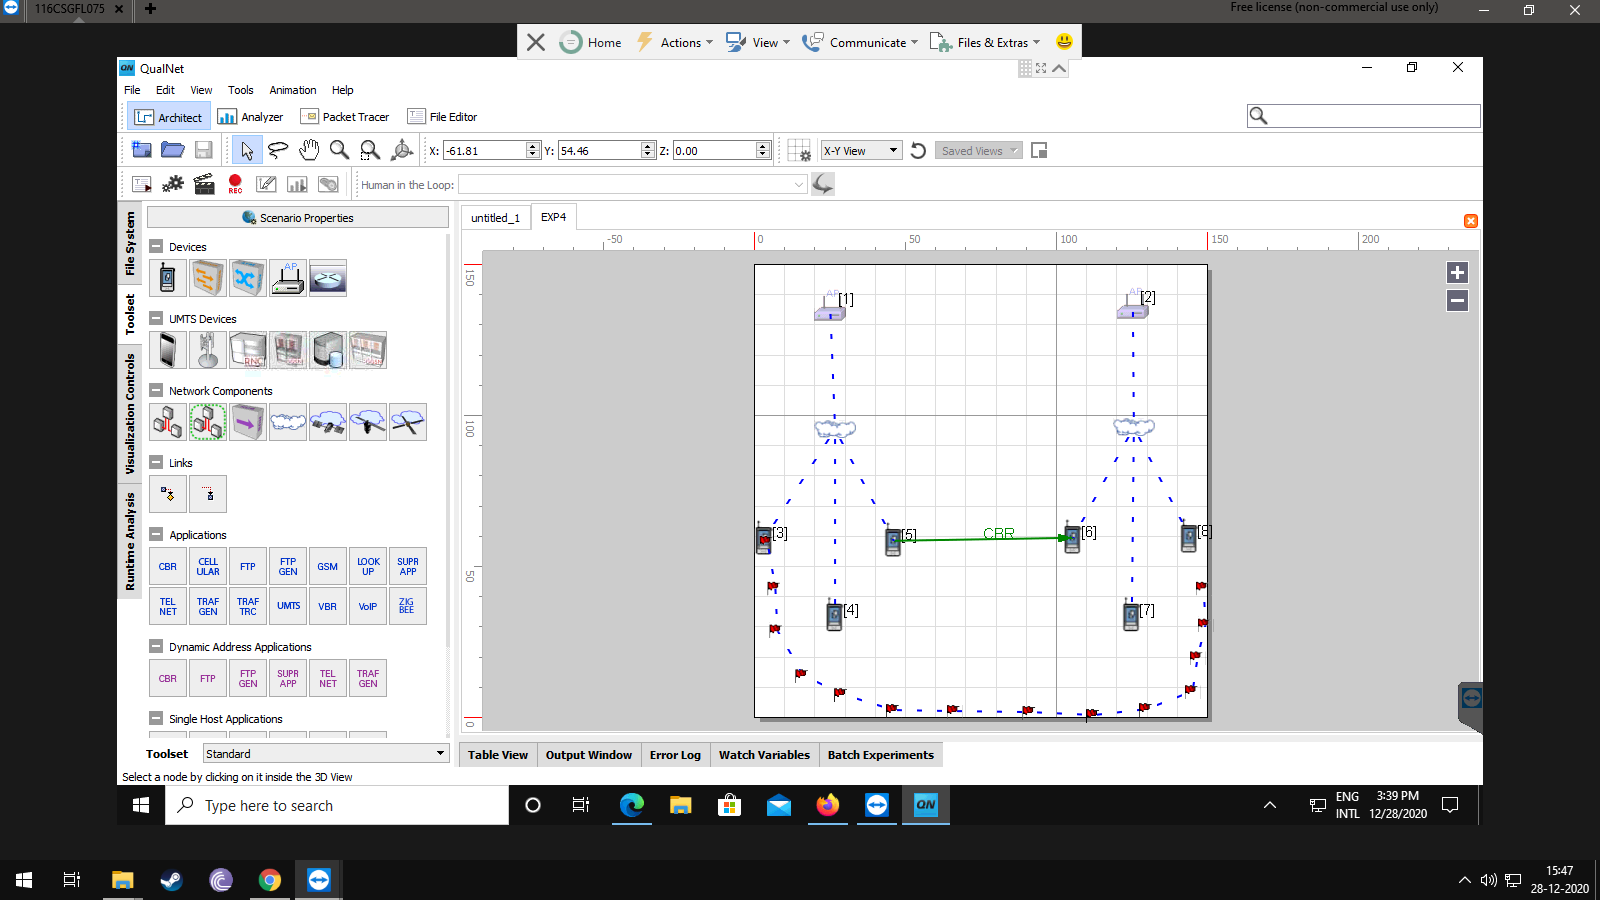 116CSGFL075
Free license (non-commercial use only)
Home
Actions
View
Communicate
Files & Extras
QN QualNet
File Edit View Tools Animation Help
Architect
Analyzer
Packet Tracer
File Editor
X: -61.81 Y: 54.46 Z: 0.00
X-Y View
Saved Views
REC
Human in the Loop:
File System
Toolset
Visualization Controls
Runtime Analysis
Scenario Properties
Devices
AP
UMTS Devices
RNC
Network Components
Links
Applications
CBR
CELL ULAR
FTP
FTP GEN
GSM
LOOK UP
SUPR APP
TEL NET
TRAF GEN
TRAF TRC
UMTS
VBR
VoIP
ZIG BEE
Dynamic Address Applications
CBR
FTP
FTP GEN
SUPR APP
TEL NET
TRAF GEN
Single Host Applications
Toolset Standard
Select a node by clicking on it inside the 3D View
untitled_1
EXP4
-50 0 50 100 150 200
150
100
50
0
AP [1]
AP [2]
[3]
[5]
CBR
[6]
[8]
[4]
[7]
Table View
Output Window
Error Log
Watch Variables
Batch Experiments
Type here to search
QN
ENG
INTL
3:39 PM
12/28/2020
15:47
28-12-2020